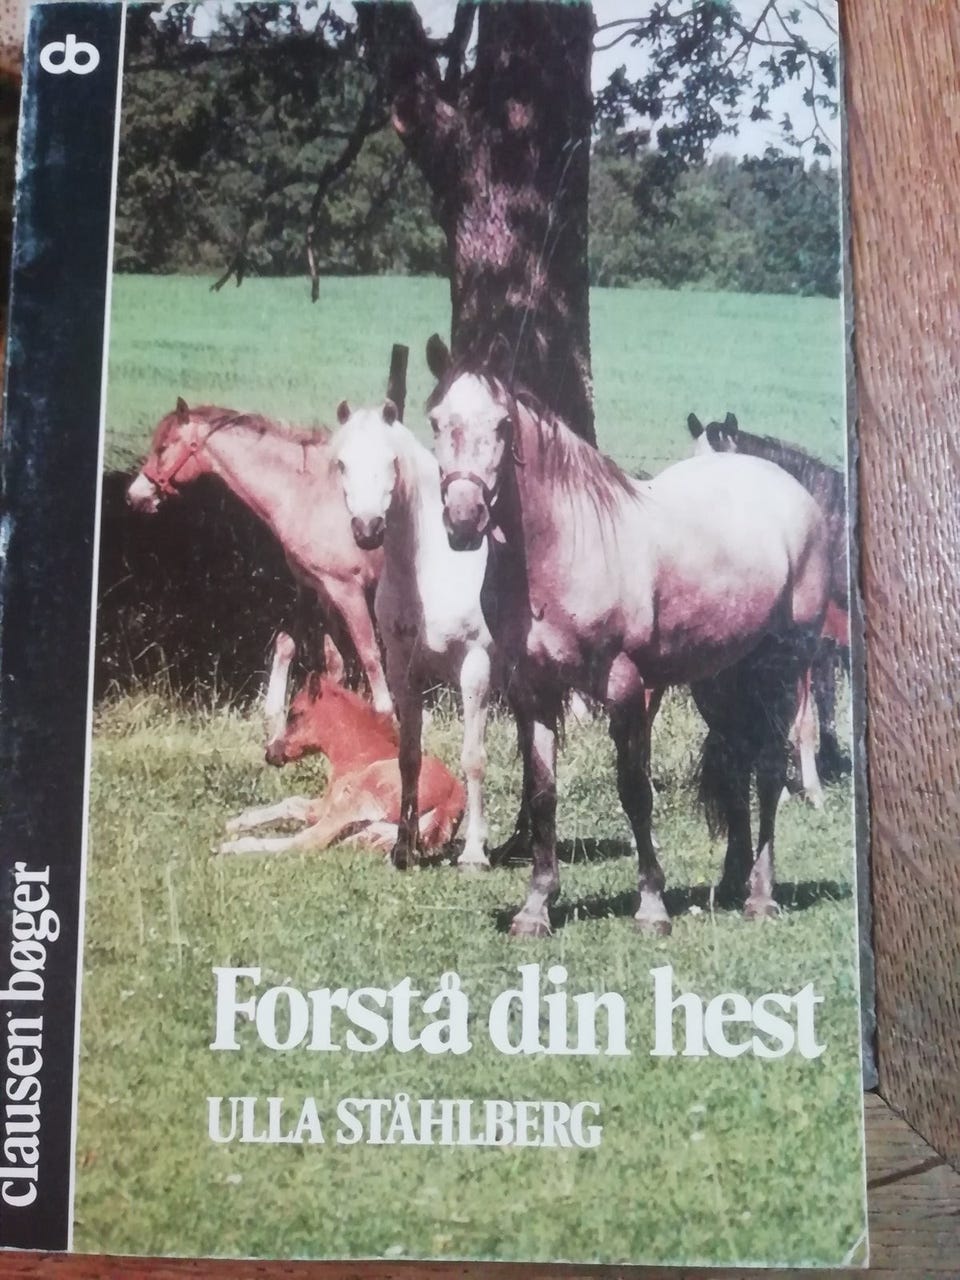 cb
clausen bøger
Forstå din hest
ULLA STÅHLBERG